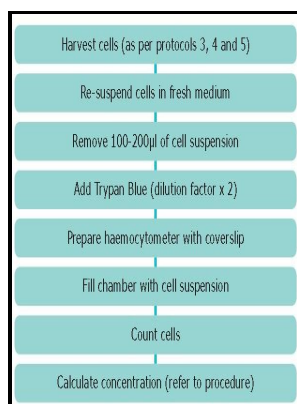 Harvest cells (as per protocols 3, 4 and 5)
Re-suspend cells in fresh medium
Remove 100-200µl of cell suspension
Add Trypan Blue (dilution factor x 2)
Prepare haemocytometer with coverslip
Fill chamber with cell suspension
Count cells
Calculate concentration (refer to procedure)